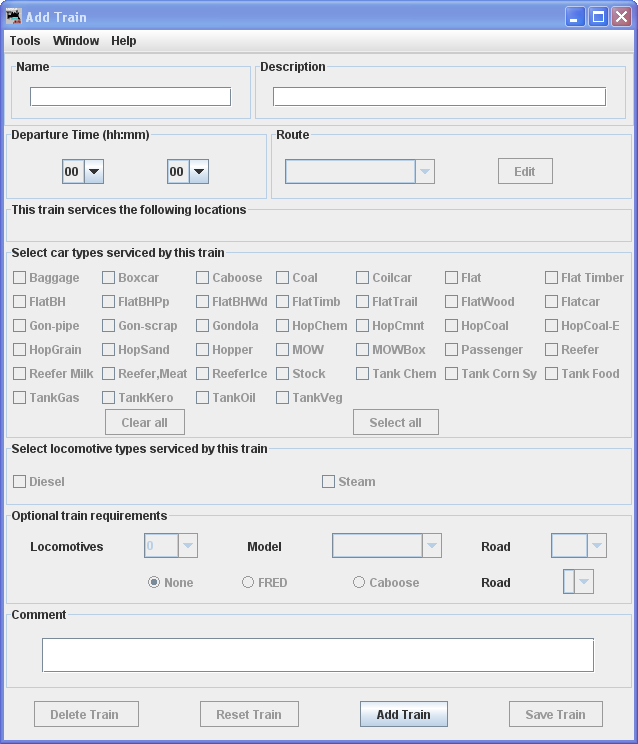 Add Train
Tools Window Help
Name Description
Departure Time (hh:mm) Route
00 00 Edit
This train services the following locations
Select car types serviced by this train
Baggage Boxcar Caboose Coal Coilcar Flat Flat Timber
FlatBH FlatBHPp FlatBHWd FlatTimb FlatTrail FlatWood Flatcar
Gon-pipe Gon-scrap Gondola HopChem HopCmnt HopCoal HopCoal-E
HopGrain HopSand Hopper MOW MOWBox Passenger Reefer
Reefer Milk Reefer,Meat ReeferIce Stock Tank Chem Tank Corn Sy Tank Food
TankGas TankKero TankOil TankVeg
Clear all Select all
Select locomotive types serviced by this train
Diesel Steam
Optional train requirements
Locomotives 0 Model Road
None FRED Caboose Road
Comment
Delete Train Reset Train Add Train Save Train